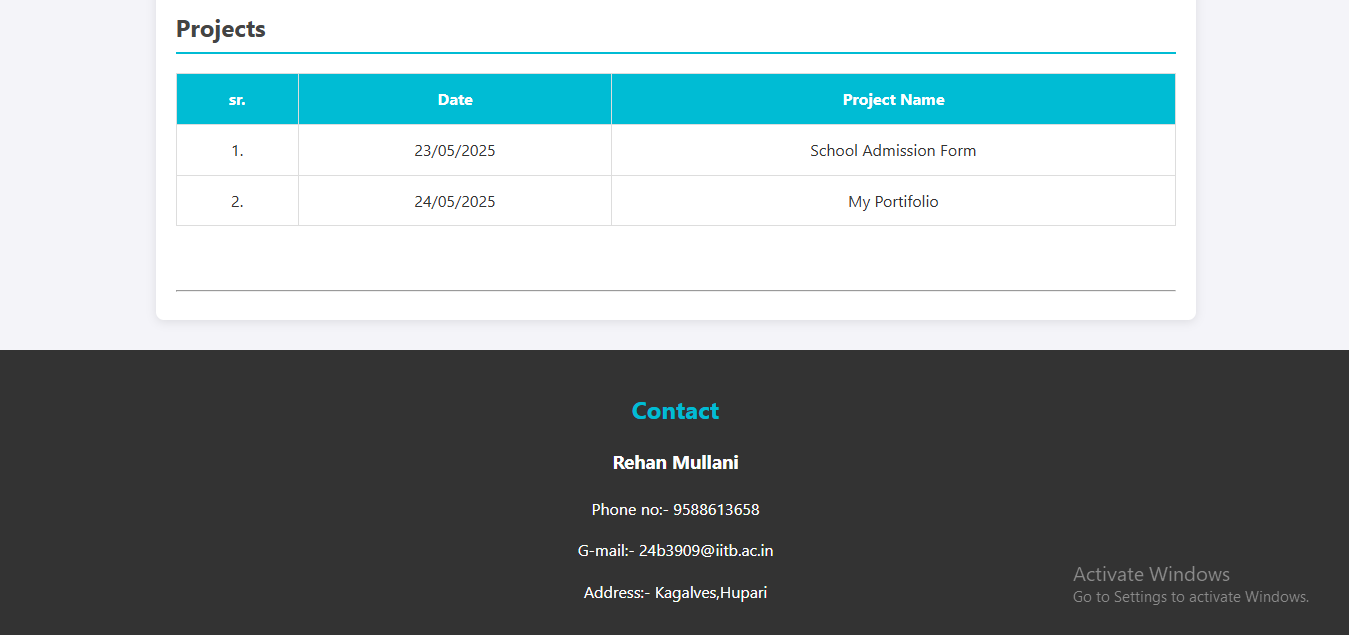 Projects
sr. Date Project Name
1. 23/05/2025 School Admission Form
2. 24/05/2025 My Portifolio
Contact
Rehan Mullani
Phone no:- 9588613658
G-mail:- 24b3909@iitb.ac.in
Address:- Kagalves,Hupari
Activate Windows
Go to Settings to activate Windows.